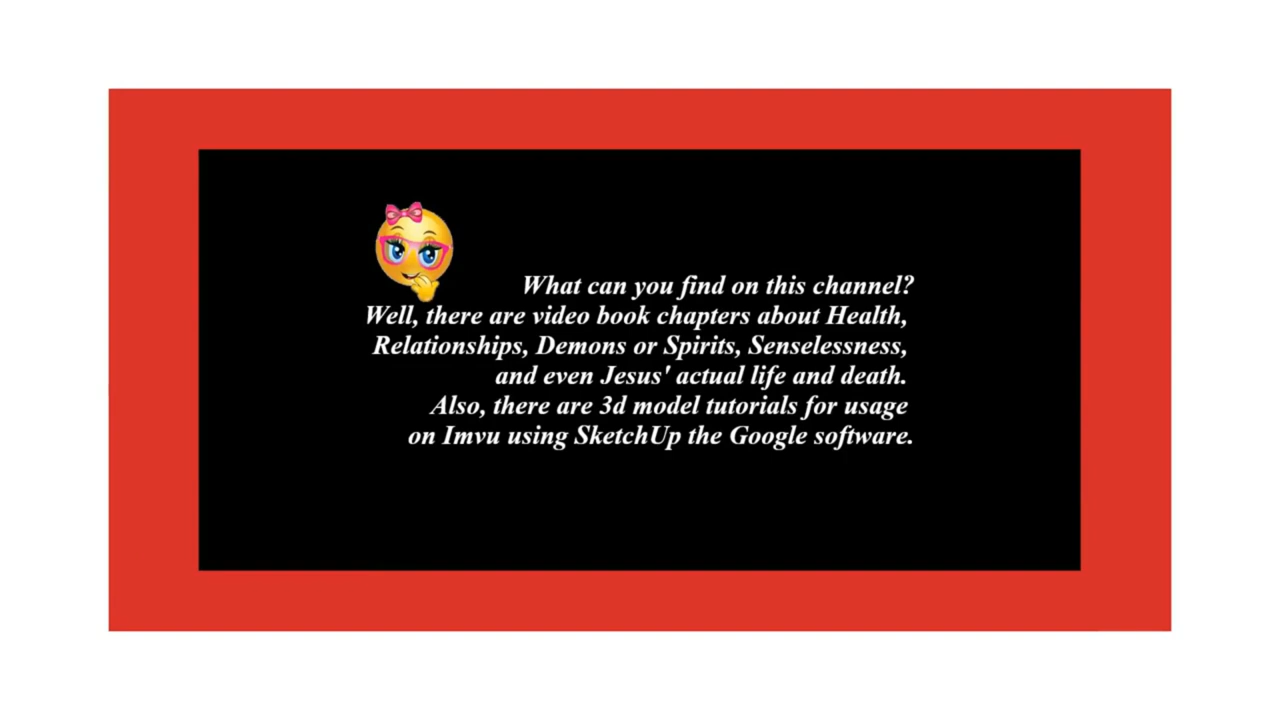 What can you find on this channel?
Well, there are video book chapters about Health,
Relationships, Demons or Spirits, Senselessness,
and even Jesus' actual life and death.
Also, there are 3d model tutorials for usage
on Imvu using SketchUp the Google software.